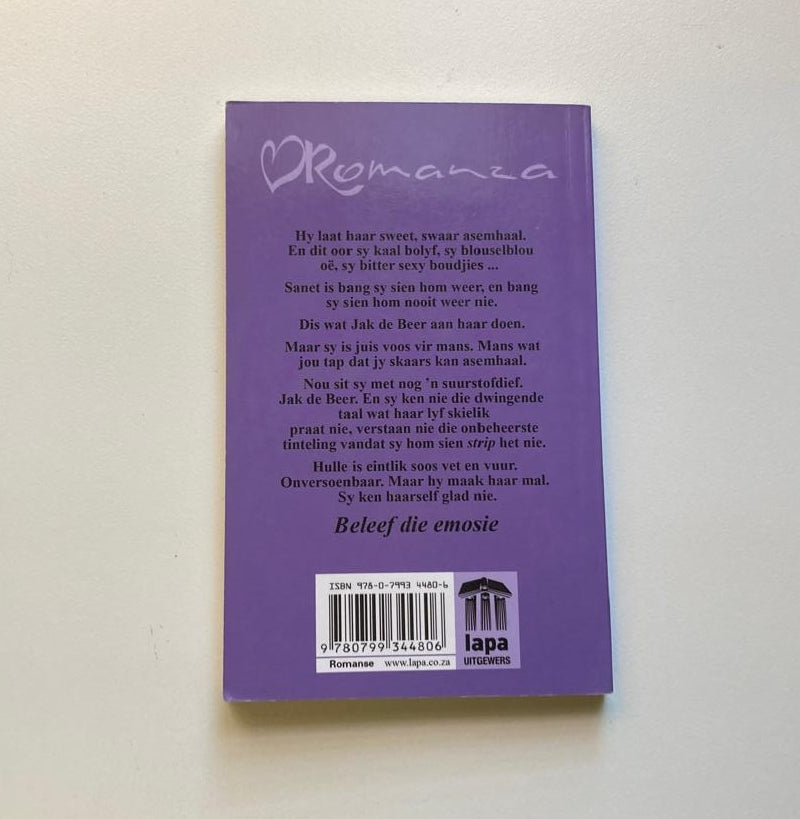 Romanza
Hy laat haar sweet, swaar asemhaal.
En dit oor sy kaal bolyf, sy blouselblou
oë, sy bitter sexy boudjies ...
Sanet is bang sy sien hom weer, en bang
sy sien hom nooit weer nie.
Dis wat Jak de Beer aan haar doen.
Maar sy is juis voos vir mans. Mans wat
jou tap dat jy skaars kan asemhaal.
Nou sit sy met nog 'n suurstofdief.
Jak de Beer. En sy ken nie die dwingende
taal wat haar lyf skielik
praat nie, verstaan nie die onbeheerste
tinteling vandat sy hom sien strip het nie.
Hulle is eintlik soos vet en vuur.
Onversoenbaar. Maar hy maak haar mal.
Sy ken haarself glad nie.
Beleef die emosie
ISBN 978-0-7993 4480-6
9 780799 344806
Romanse www.lapa.co.za
lapa
UITGEWERS